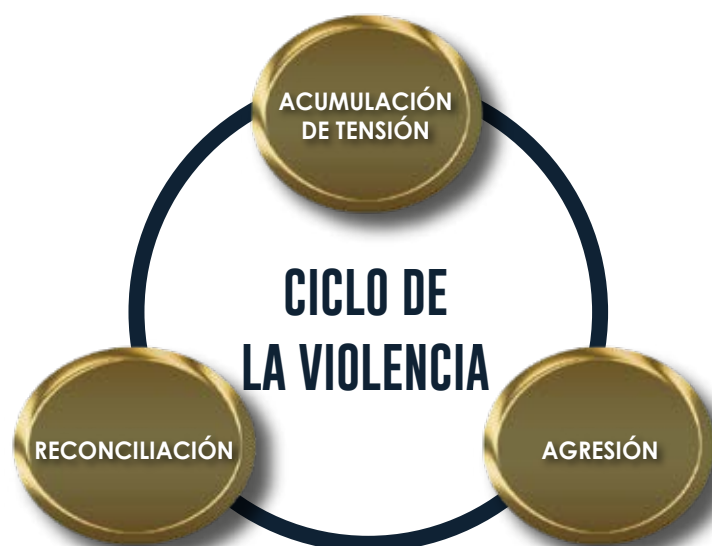 ACUMULACIÓN
DE TENSIÓN
CICLO DE
LA VIOLENCIA
RECONCILIACIÓN
AGRESIÓN